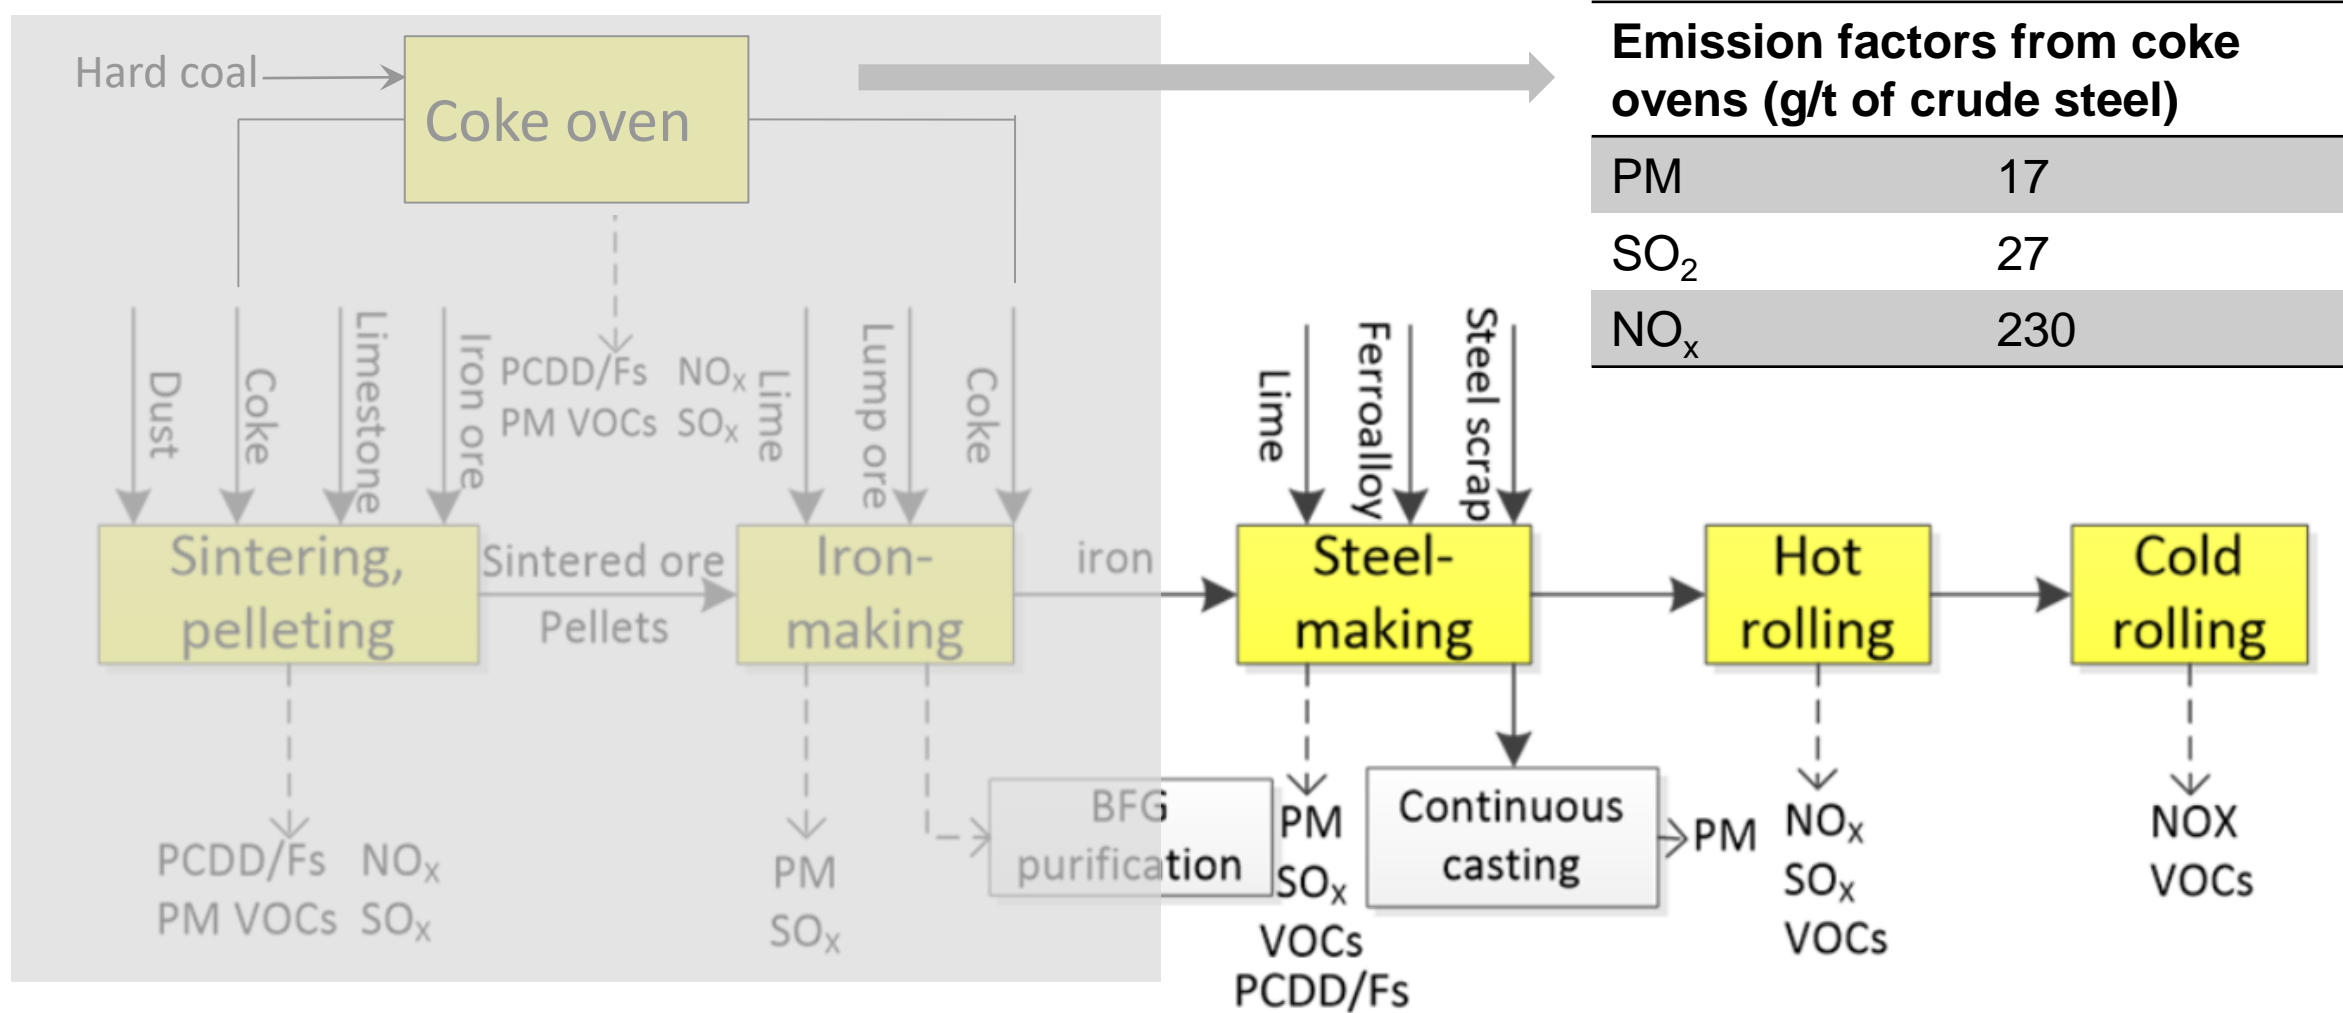 Hard coal
Coke oven
Emission factors from coke
ovens (g/t of crude steel)
PM 17
SO₂ 27
NOₓ 230
Dust
Coke
Limestone
Iron ore
PCDD/Fs NOₓ
PM VOCs SOₓ
Lime
Lump ore
Coke
Lime
Ferroalloy
Steel scrap
Sintering,
pelleting
Sintered ore
Pellets
Iron-
making
iron
Steel-
making
Hot
rolling
Cold
rolling
PCDD/Fs NOₓ
PM VOCs SOₓ
PM
SOₓ
BFG
purification
PM
SOₓ
VOCs
PCDD/Fs
Continuous
casting
PM
NOₓ
SOₓ
VOCs
NOX
VOCs